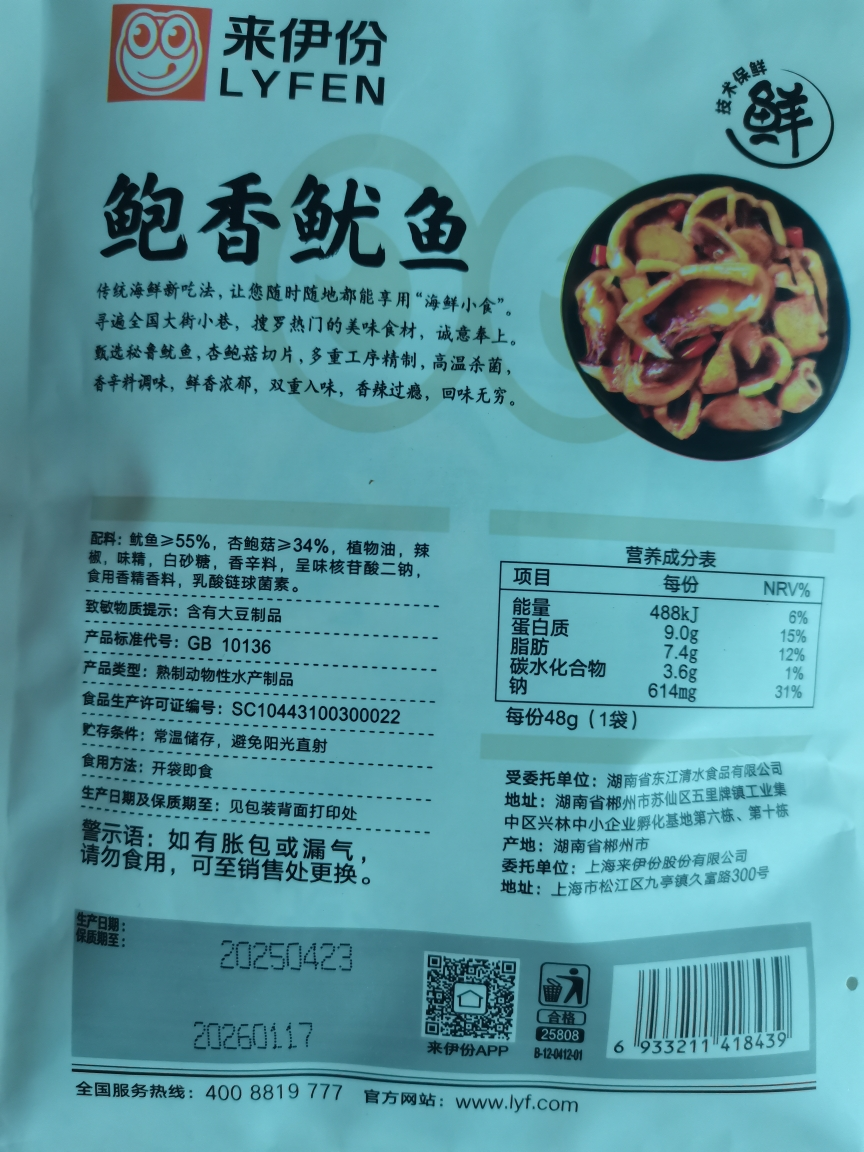 来伊份
LYFEN
技术保鲜
鲜
鲍香鱿鱼
传统海鲜新吃法，让您随时随地都能享用“海鲜小食”。
寻遍全国大街小巷，搜罗热门的美味食材，诚意奉上。
甄选秘鲁鱿鱼，杏鲍菇切片，多重工序精制，高温杀菌，
香辛料调味，鲜香浓郁，双重入味，香辣过瘾，回味无穷。
配料：鱿鱼≥55%，杏鲍菇≥34%，植物油，辣
椒，味精，白砂糖，香辛料，呈味核苷酸二钠，
食用香精香料，乳酸链球菌素。
致敏物质提示：含有大豆制品
产品标准代号：GB 10136
产品类型：熟制动物性水产制品
食品生产许可证编号：SC10443100300022
贮存条件：常温储存，避免阳光直射
食用方法：开袋即食
生产日期及保质期至：见包装背面打印处
警示语：如有胀包或漏气，
请勿食用，可至销售处更换。
营养成分表
项目 每份 NRV%
能量 488kJ 6%
蛋白质 9.0g 15%
脂肪 7.4g 12%
碳水化合物 3.6g 1%
钠 614mg 31%
每份48g（1袋）
受委托单位：湖南省东江清水食品有限公司
地址：湖南省郴州市苏仙区五里牌镇工业集
中区兴林中小企业孵化基地第六栋、第十栋
产地：湖南省郴州市
委托单位：上海来伊份股份有限公司
地址：上海市松江区九亭镇久富路300号
生产日期：
保质期至：
20250423
20260117
来伊份APP
合格
25808
B-12-0412-01
6 933211 418439
全国服务热线：400 8819 777 官方网站：www.lyf.com